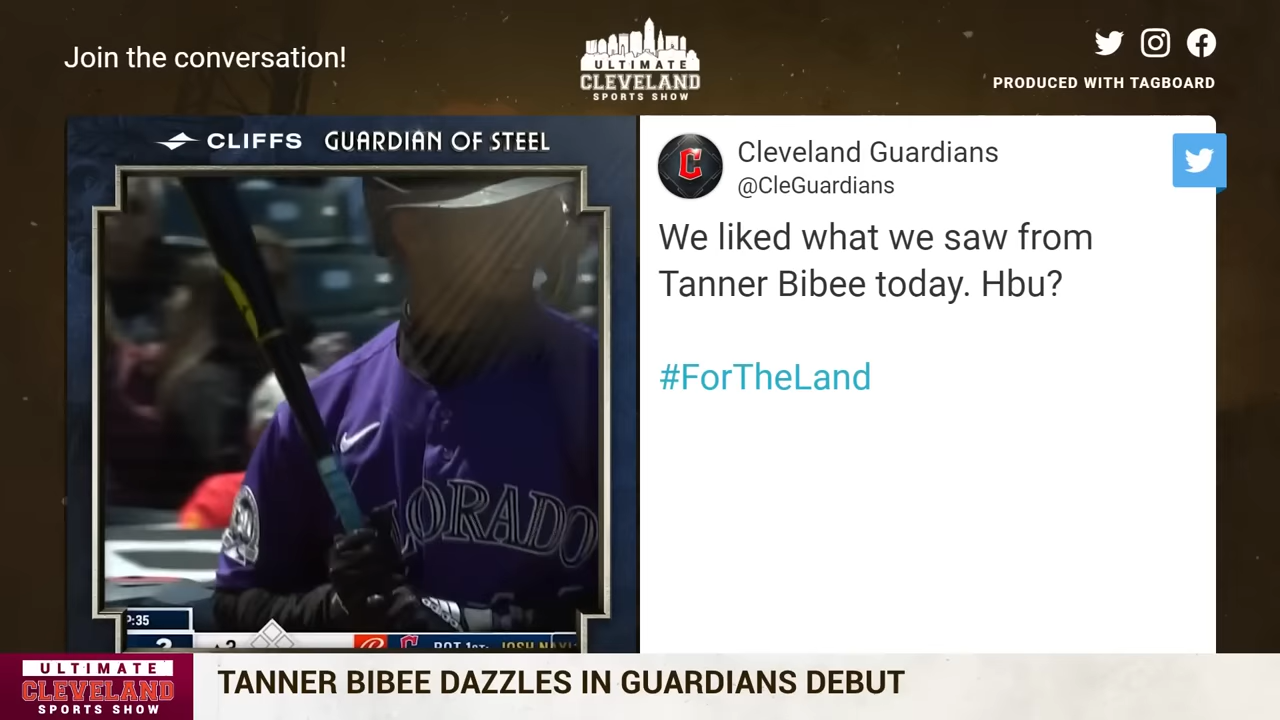 Join the conversation!
ULTIMATE
CLEVELAND
SPORTS SHOW
PRODUCED WITH TAGBOARD
CLIFFS GUARDIAN OF STEEL
Cleveland Guardians
@CleGuardians
We liked what we saw from
Tanner Bibee today. Hbu?
#ForTheLand
COLORADO
P:35
ULTIMATE
CLEVELAND
SPORTS SHOW
TANNER BIBEE DAZZLES IN GUARDIANS DEBUT